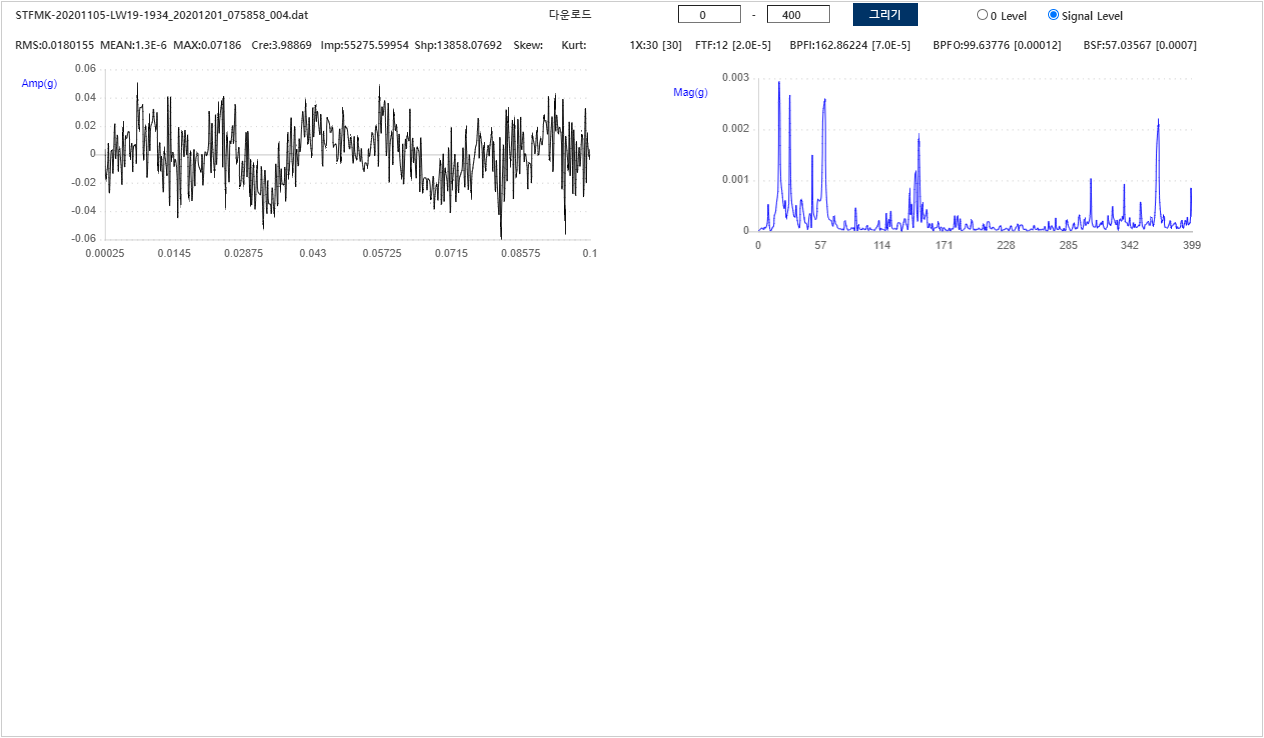 STFMK-20201105-LW19-1934_20201201_075858_004.dat 다운로드 0 - 400 그리기 0 Level Signal Level
RMS:0.0180155 MEAN:1.3E-6 MAX:0.07186 Cre:3.98869 Imp:55275.59954 Shp:13858.07692 Skew: Kurt: 1X:30 [30] FTF:12 [2.0E-5] BPFI:162.86224 [7.0E-5] BPFO:99.63776 [0.00012] BSF:57.03567 [0.0007]
Amp(g)
0.06
0.04
0.02
0
-0.02
-0.04
-0.06
0.00025 0.0145 0.02875 0.043 0.05725 0.0715 0.08575 0.1
Mag(g)
0.003
0.002
0.001
0
0 57 114 171 228 285 342 399